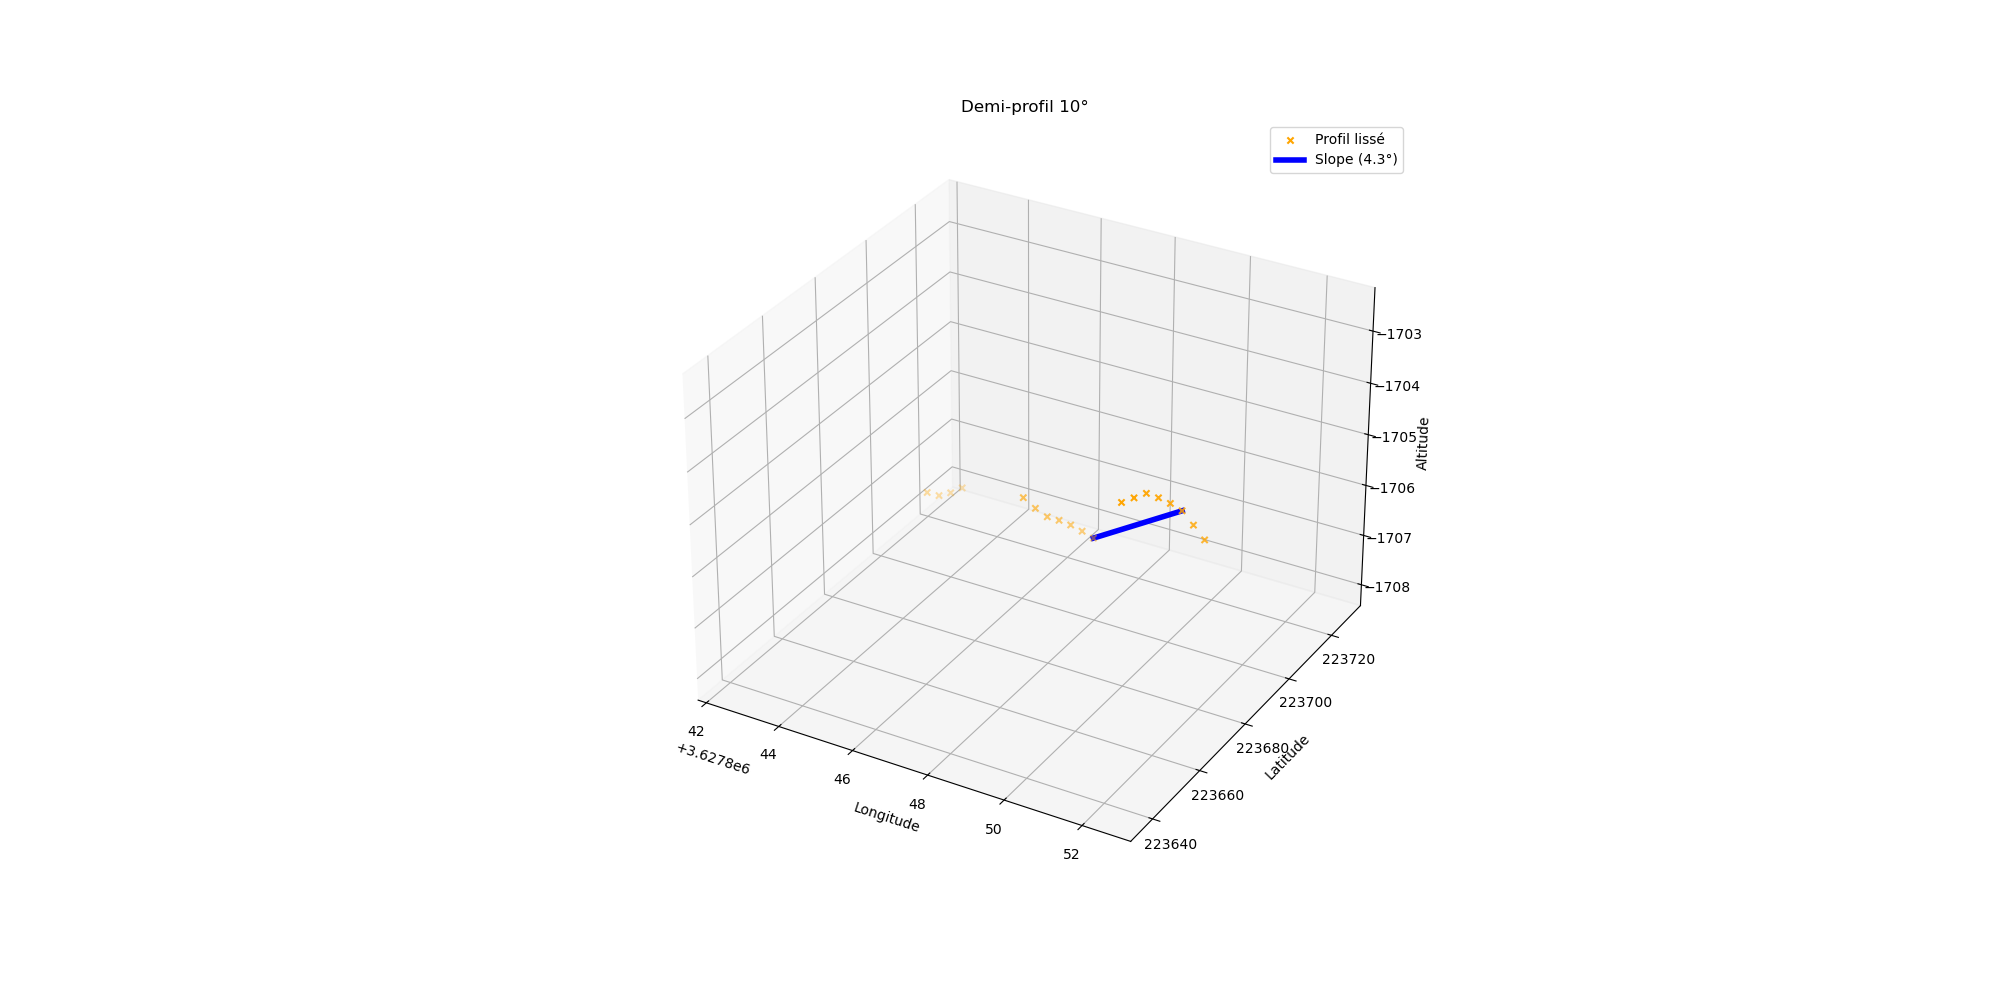 Demi-profil 10°
Profil lissé
Slope (4.3°)
−1703
−1704
−1705
−1706
−1707
−1708
Altitude
223720
223700
223680
223660
223640
Latitude
42
44
46
48
50
52
+3.6278e6
Longitude